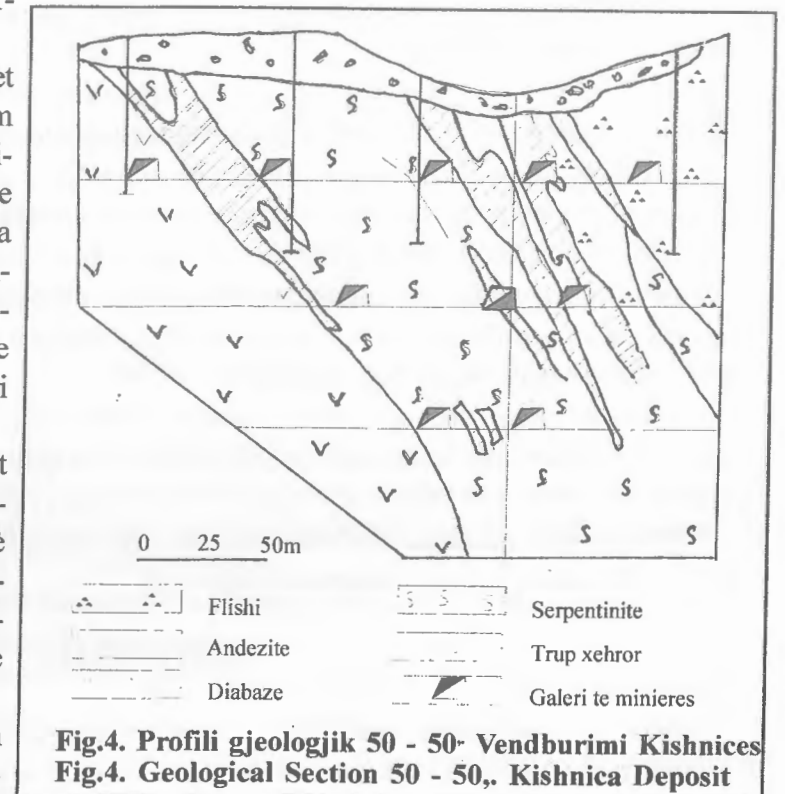 et
m
e
a
e
i
t
e
e
0 25 50m
Flishi
Andezite
Diabaze
Serpentinite
Trup xehror
Galeri te minieres
Fig.4. Profili gjeologjik 50 - 50· Vendburimi Kishnices
Fig.4. Geological Section 50 - 50,, Kishnica Deposit